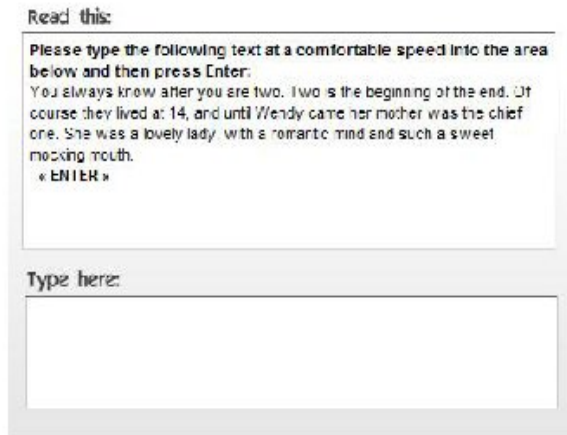 Read this:
Please type the following text at a comfortable speed into the area
below and then press Enter:
You always know after you are two. Two is the beginning of the end. Of
course they lived at 14, and until Wendy came her mother was the chief
one. She was a lovely lady, with a romantic mind and such a sweet
mocking mouth.
« ENTER »
Type here: